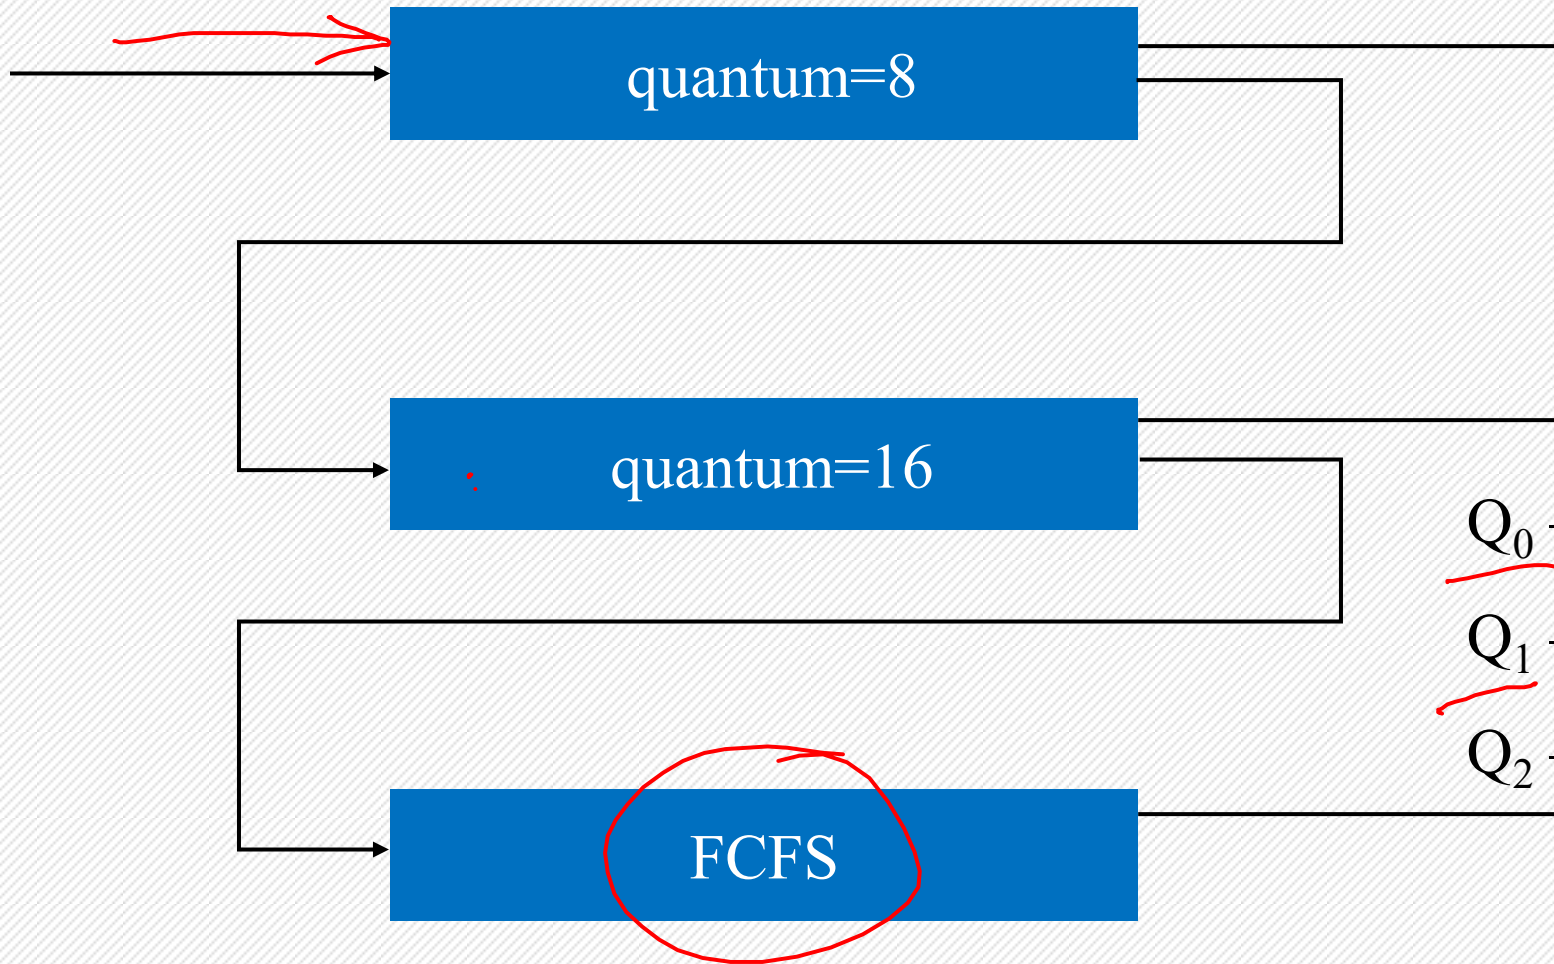 quantum=8
quantum=16
Q₀ -
Q₁ -
Q₂ -
FCFS